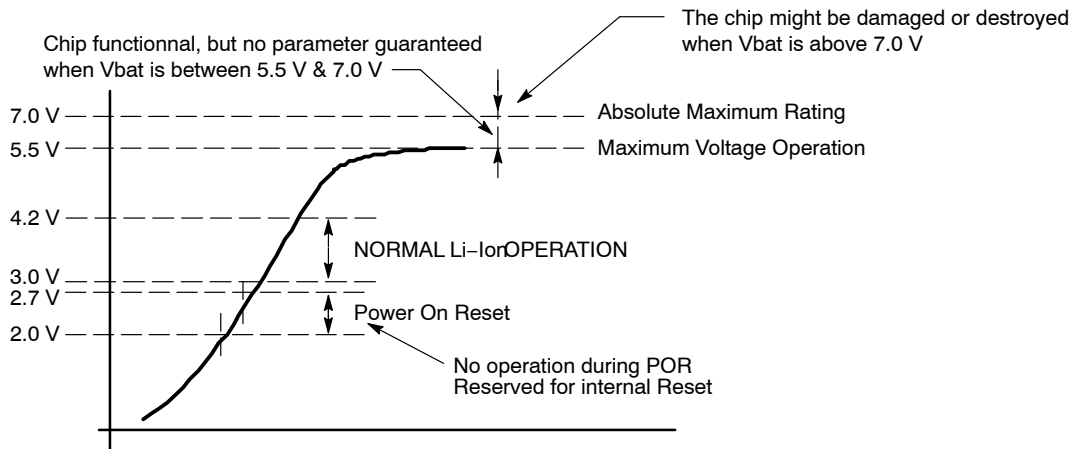 The chip might be damaged or destroyed
when Vbat is above 7.0 V
Chip functionnal, but no parameter guaranteed
when Vbat is between 5.5 V & 7.0 V
7.0 V
Absolute Maximum Rating
5.5 V
Maximum Voltage Operation
4.2 V
NORMAL Li−IonOPERATION
3.0 V
2.7 V
Power On Reset
2.0 V
No operation during POR
Reserved for internal Reset